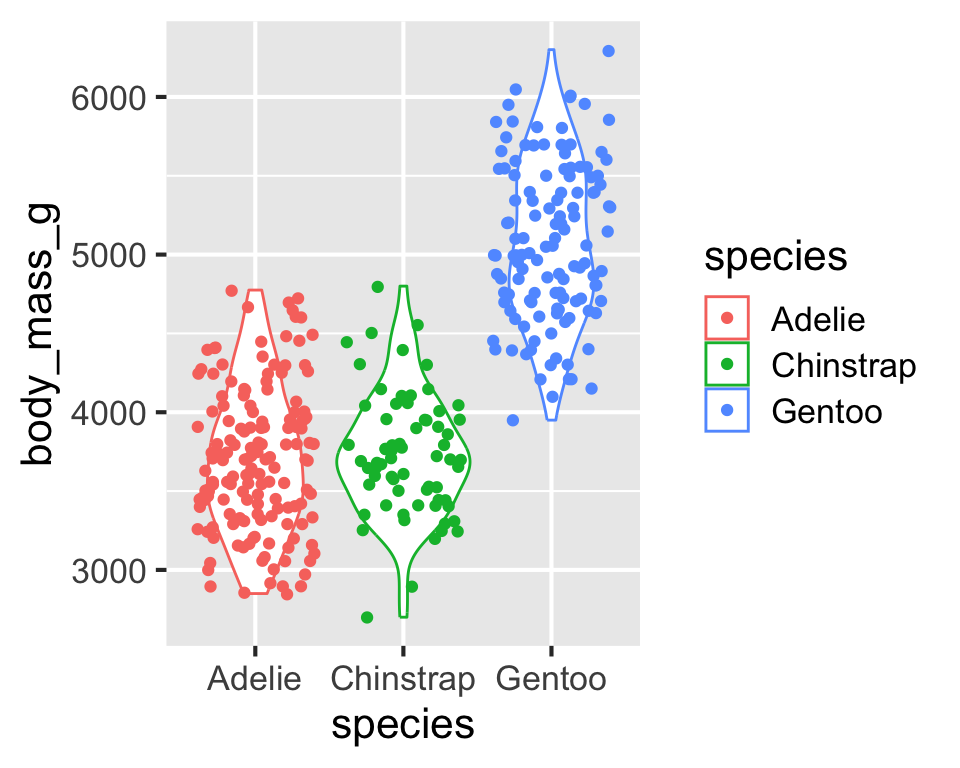 body_mass_g
6000
5000
4000
3000
Adelie Chinstrap Gentoo
species
species
Adelie
Chinstrap
Gentoo